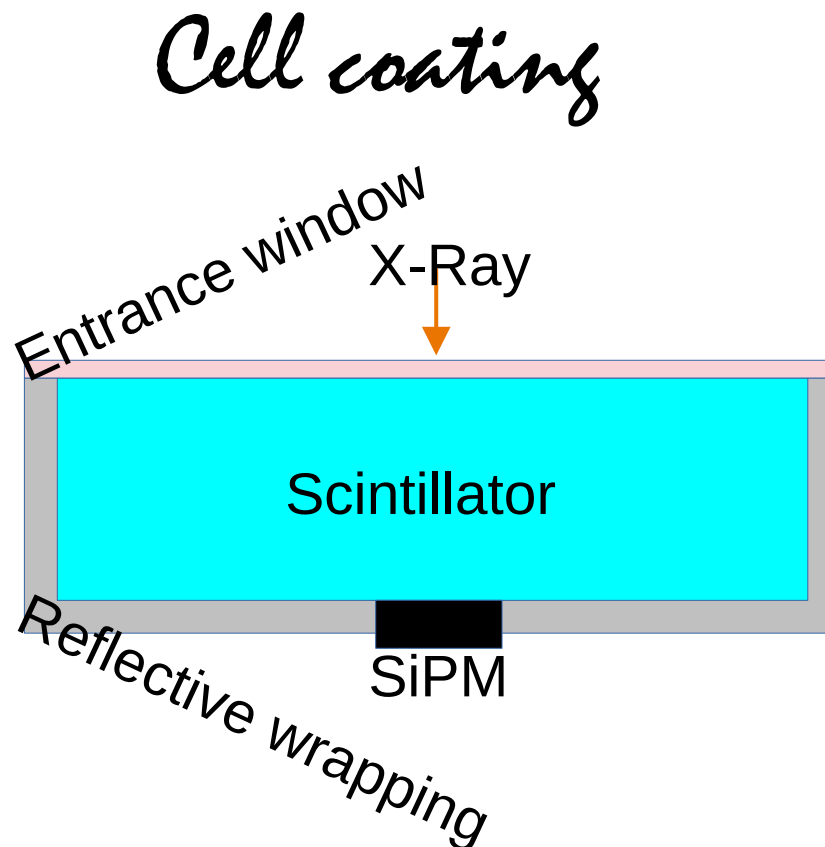 Cell coating
Entrance window
X-Ray
Scintillator
Reflective wrapping
SiPM